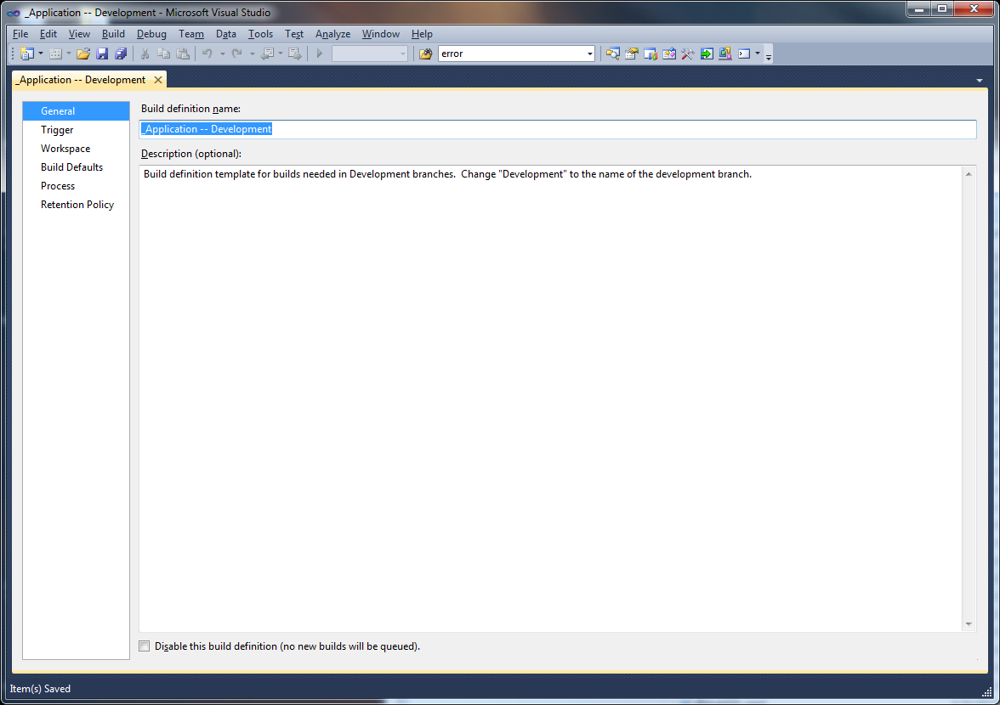 _Application -- Development - Microsoft Visual Studio
File Edit View Build Debug Team Data Tools Test Analyze Window Help
error
_Application -- Development
General
Trigger
Workspace
Build Defaults
Process
Retention Policy
Build definition name:
_Application -- Development
Description (optional):
Build definition template for builds needed in Development branches.  Change "Development" to the name of the development branch.
Disable this build definition (no new builds will be queued).
Item(s) Saved